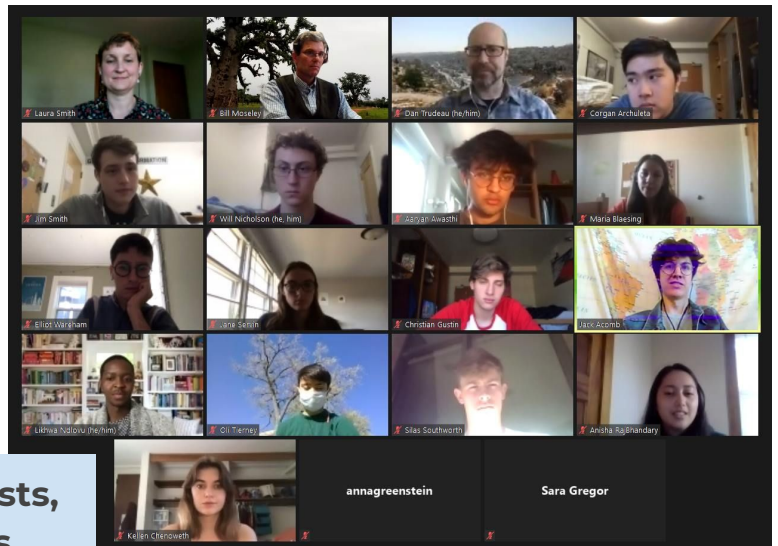 Laura Smith
Bill Moseley
Dan Trudeau (he/him)
Corgan Archuleta
MATION
Jim Smith
Will Nicholson (he, him)
Aaryan Awasthi
Maria Blaesing
Elliot Wareham
Jane Servin
Christian Gustin
Jack Acomb
Likhwa Ndlovu (he/him)
Oli Tierney
Silas Southworth
Anisha Rajbhandary
Kellen Chenoweth
annagreenstein
Sara Gregor
sts,